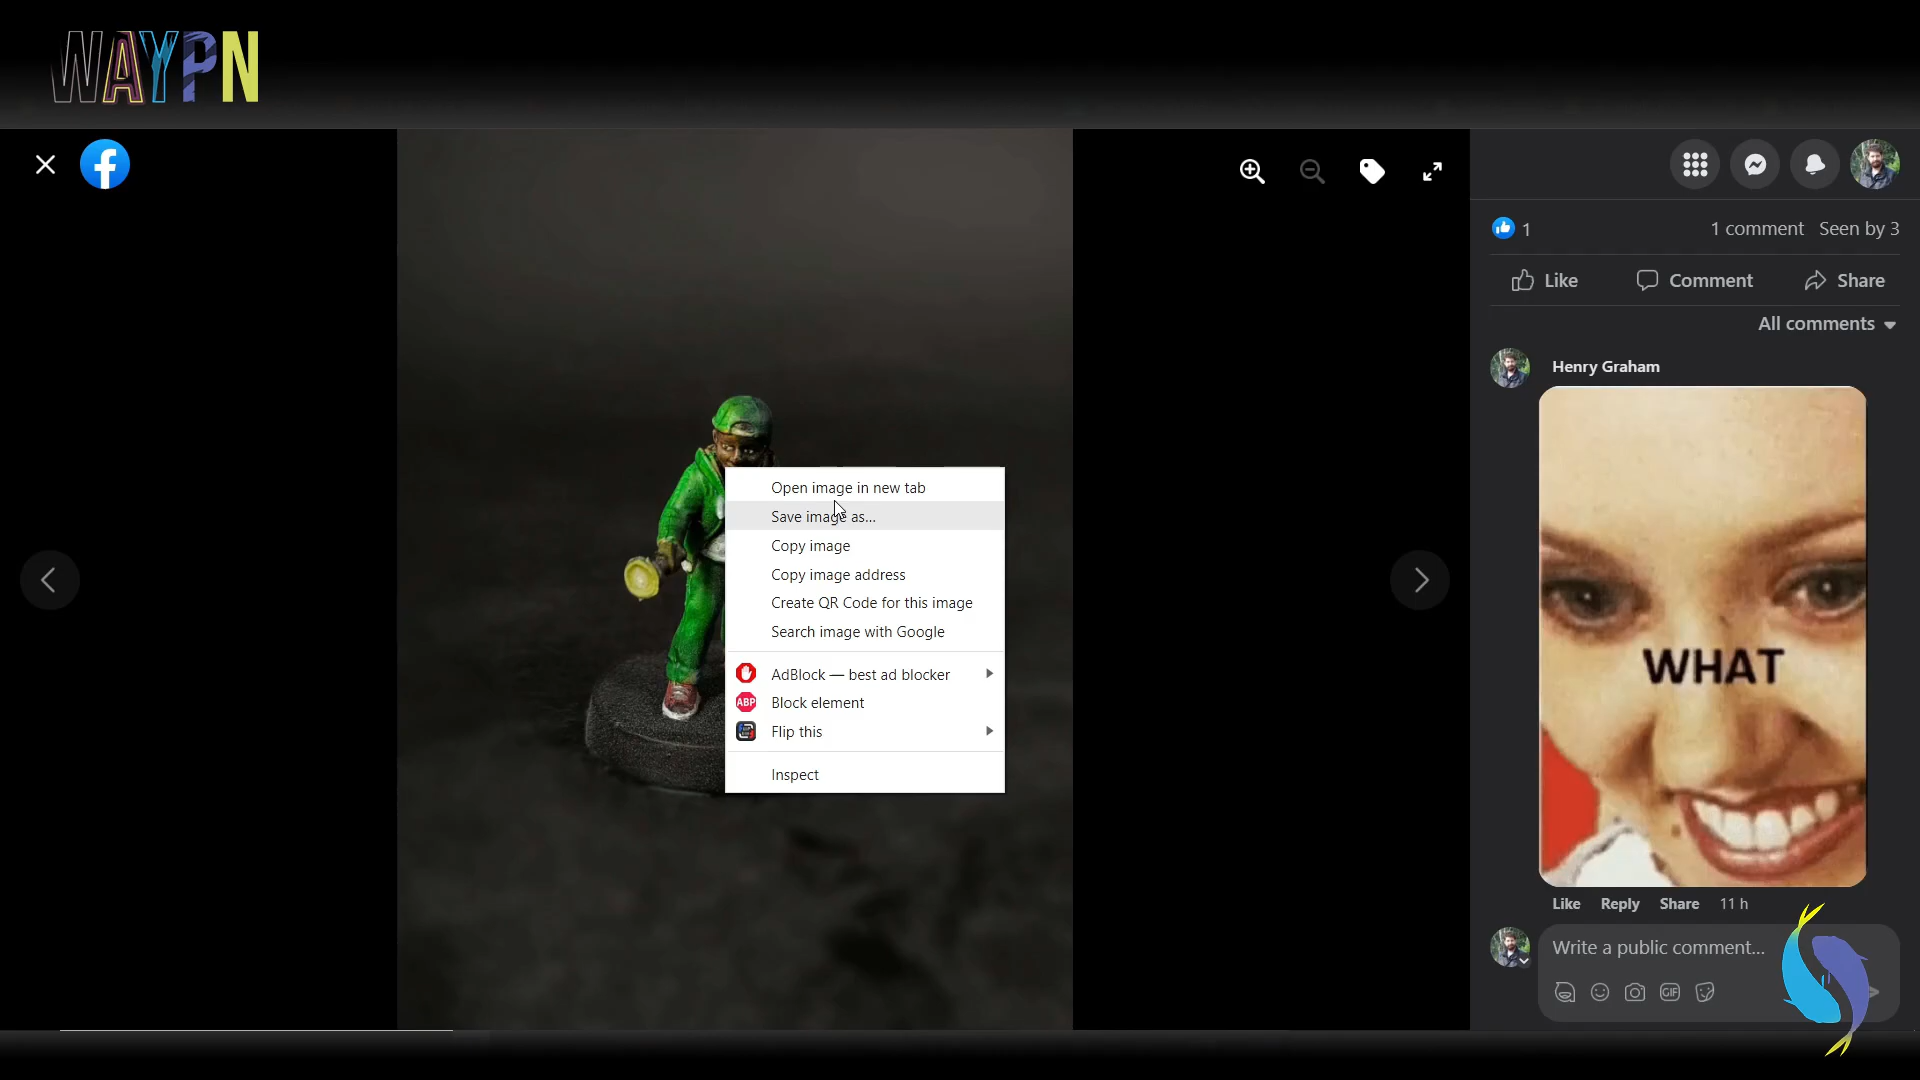 WAYPN
1
1 comment Seen by 3
Like Comment Share
All comments
Henry Graham
WHAT
Like Reply Share 11 h
Write a public comment...
GIF
Open image in new tab
Save image as...
Copy image
Copy image address
Create QR Code for this image
Search image with Google
AdBlock — best ad blocker
ABP Block element
Flip this
Inspect